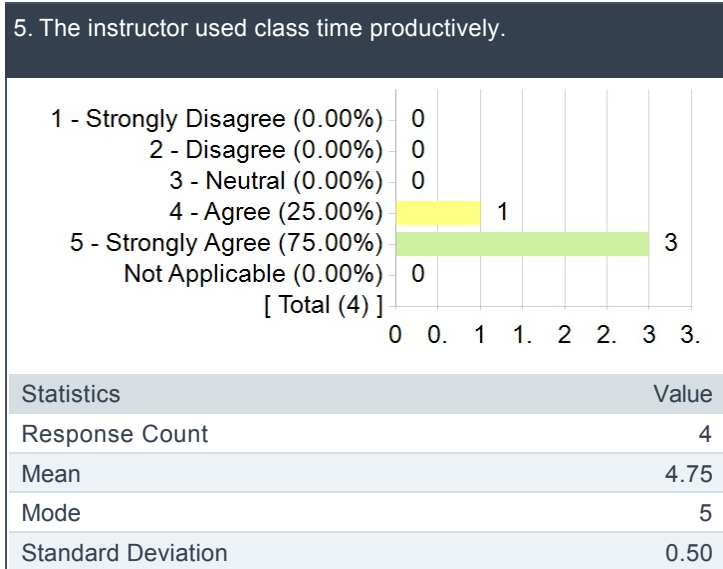 5. The instructor used class time productively.
1 - Strongly Disagree (0.00%) 0
2 - Disagree (0.00%) 0
3 - Neutral (0.00%) 0
4 - Agree (25.00%) 1
5 - Strongly Agree (75.00%) 3
Not Applicable (0.00%) 0
[ Total (4) ]
0 0. 1 1. 2 2. 3 3.
Statistics Value
Response Count 4
Mean 4.75
Mode 5
Standard Deviation 0.50